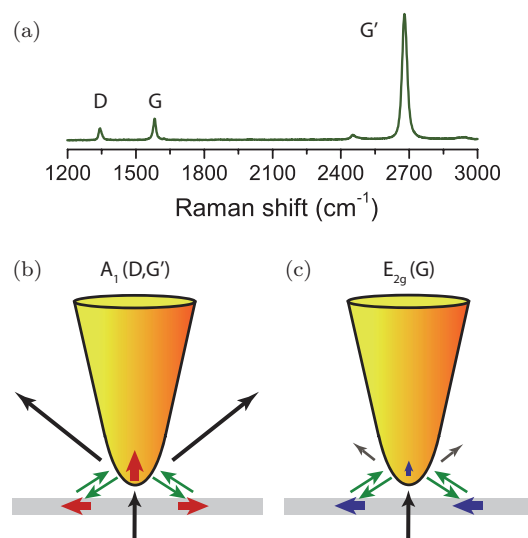 (a)
G′
D
G
1200 1500 1800 2100 2400 2700 3000
Raman shift (cm⁻¹)
(b)
A₁(D,G′)
(c)
E₂g(G)